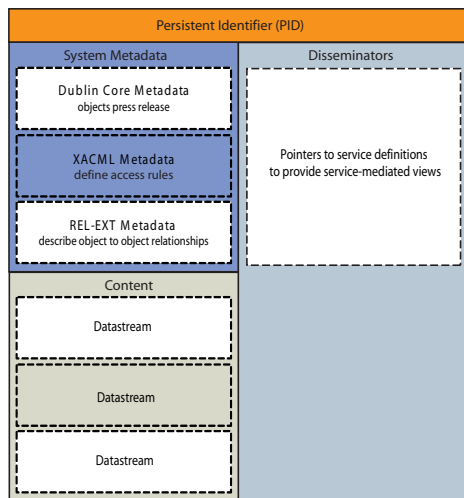 Persistent Identifier (PID)
System Metadata
Dublin Core Metadata
objects press release
XACML Metadata
define access rules
REL-EXT Metadata
describe object to object relationships
Content
Datastream
Datastream
Datastream
Disseminators
Pointers to service definitions
to provide service-mediated views